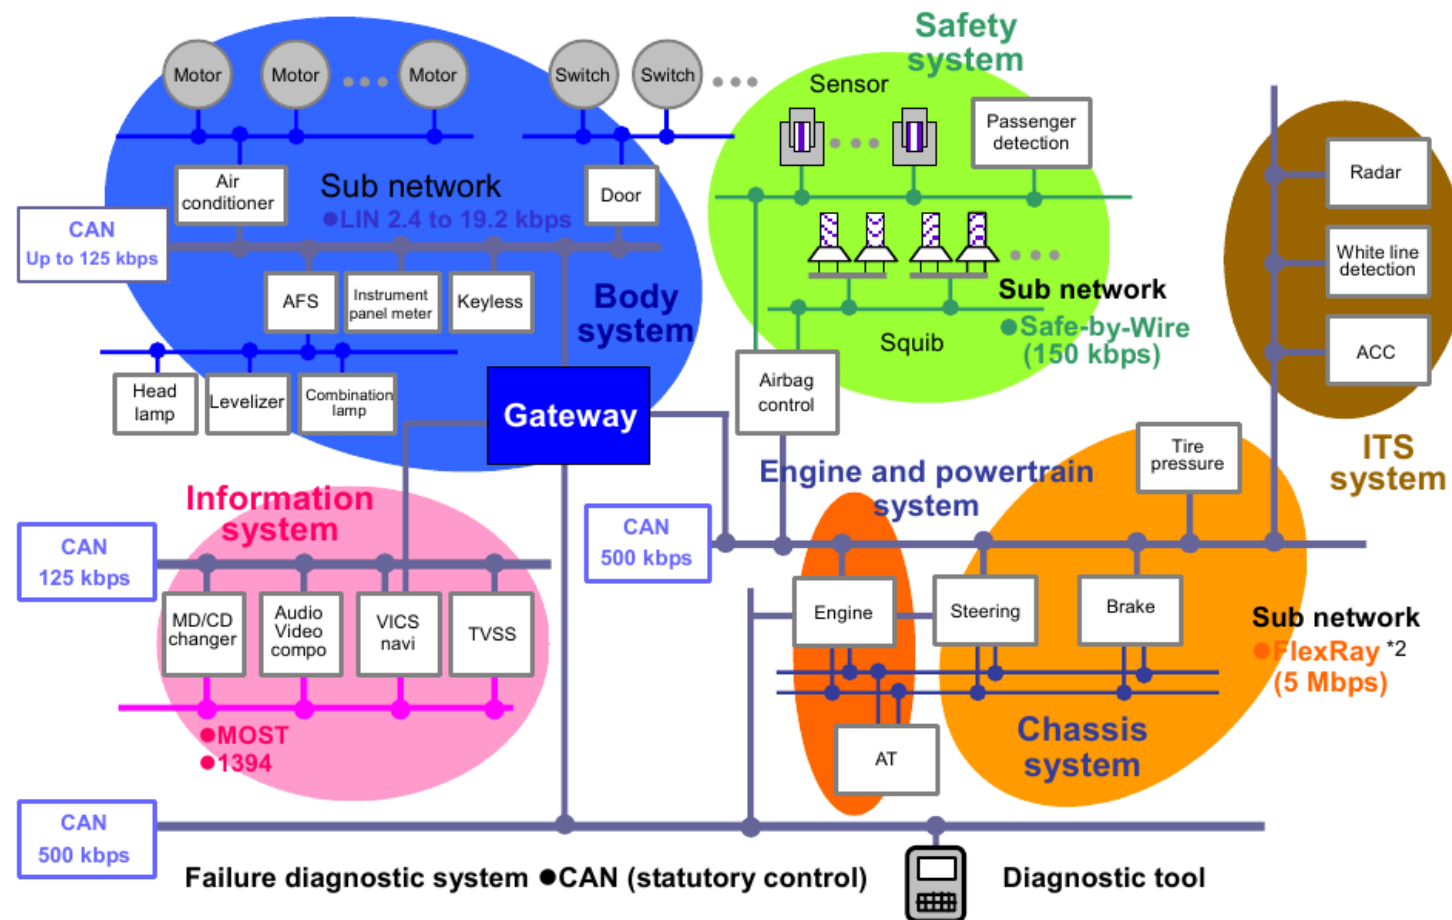 Safety
system
Motor
Motor
Motor
Switch
Switch
Sensor
Passenger
detection
Air
conditioner
Sub network
●LIN 2.4 to 19.2 kbps
Door
Radar
CAN
Up to 125 kbps
White line
detection
AFS
Instrument
panel meter
Keyless
Body
system
Sub network
●Safe-by-Wire
(150 kbps)
Squib
ACC
Head
lamp
Levelizer
Combination
lamp
Gateway
Airbag
control
ITS
system
Tire
pressure
Engine and powertrain
system
Information
system
CAN
125 kbps
CAN
500 kbps
MD/CD
changer
Audio
Video
compo
VICS
navi
TVSS
Engine
Steering
Brake
Sub network
●FlexRay *2
(5 Mbps)
●MOST
●1394
AT
Chassis
system
CAN
500 kbps
Failure diagnostic system ●CAN (statutory control)
Diagnostic tool